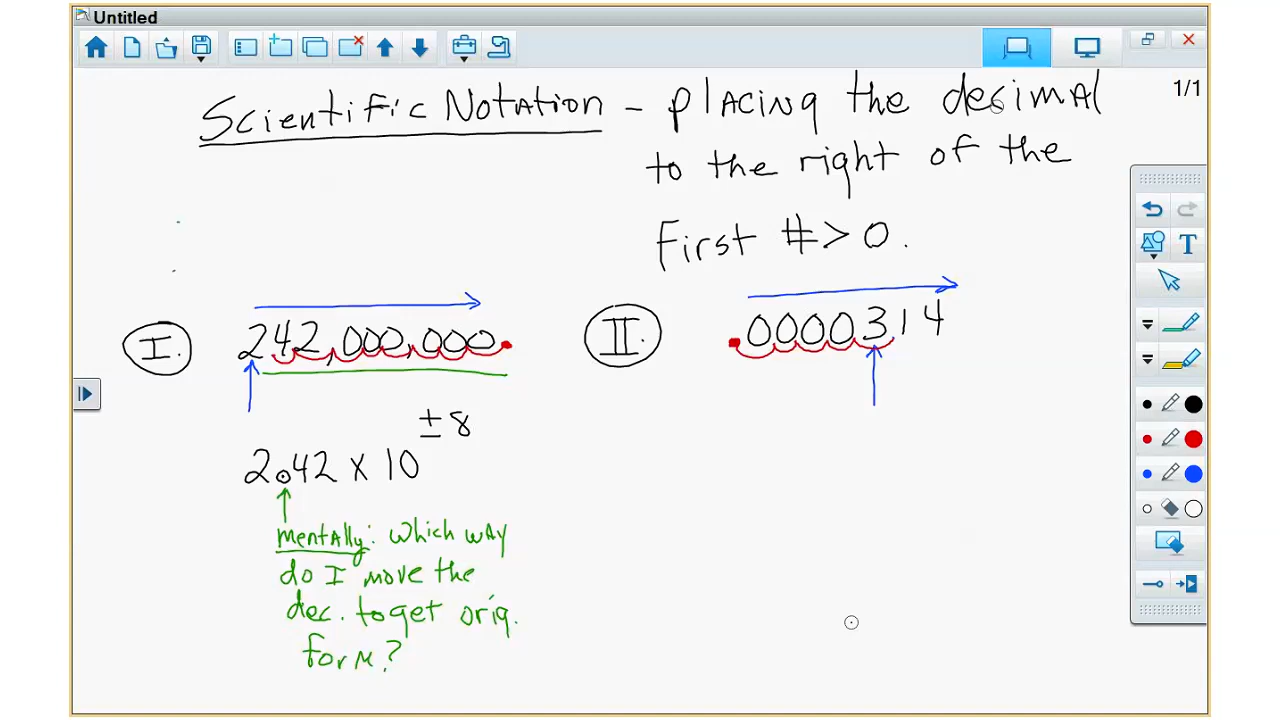 Untitled
1/1
Scientific Notation - placing the decimal
to the right of the
First #>0.
I.
242,000,000.
II
.0000314
±8
2.42 x 10
mentally: which way
do I move the
dec. to get orig.
form?
T